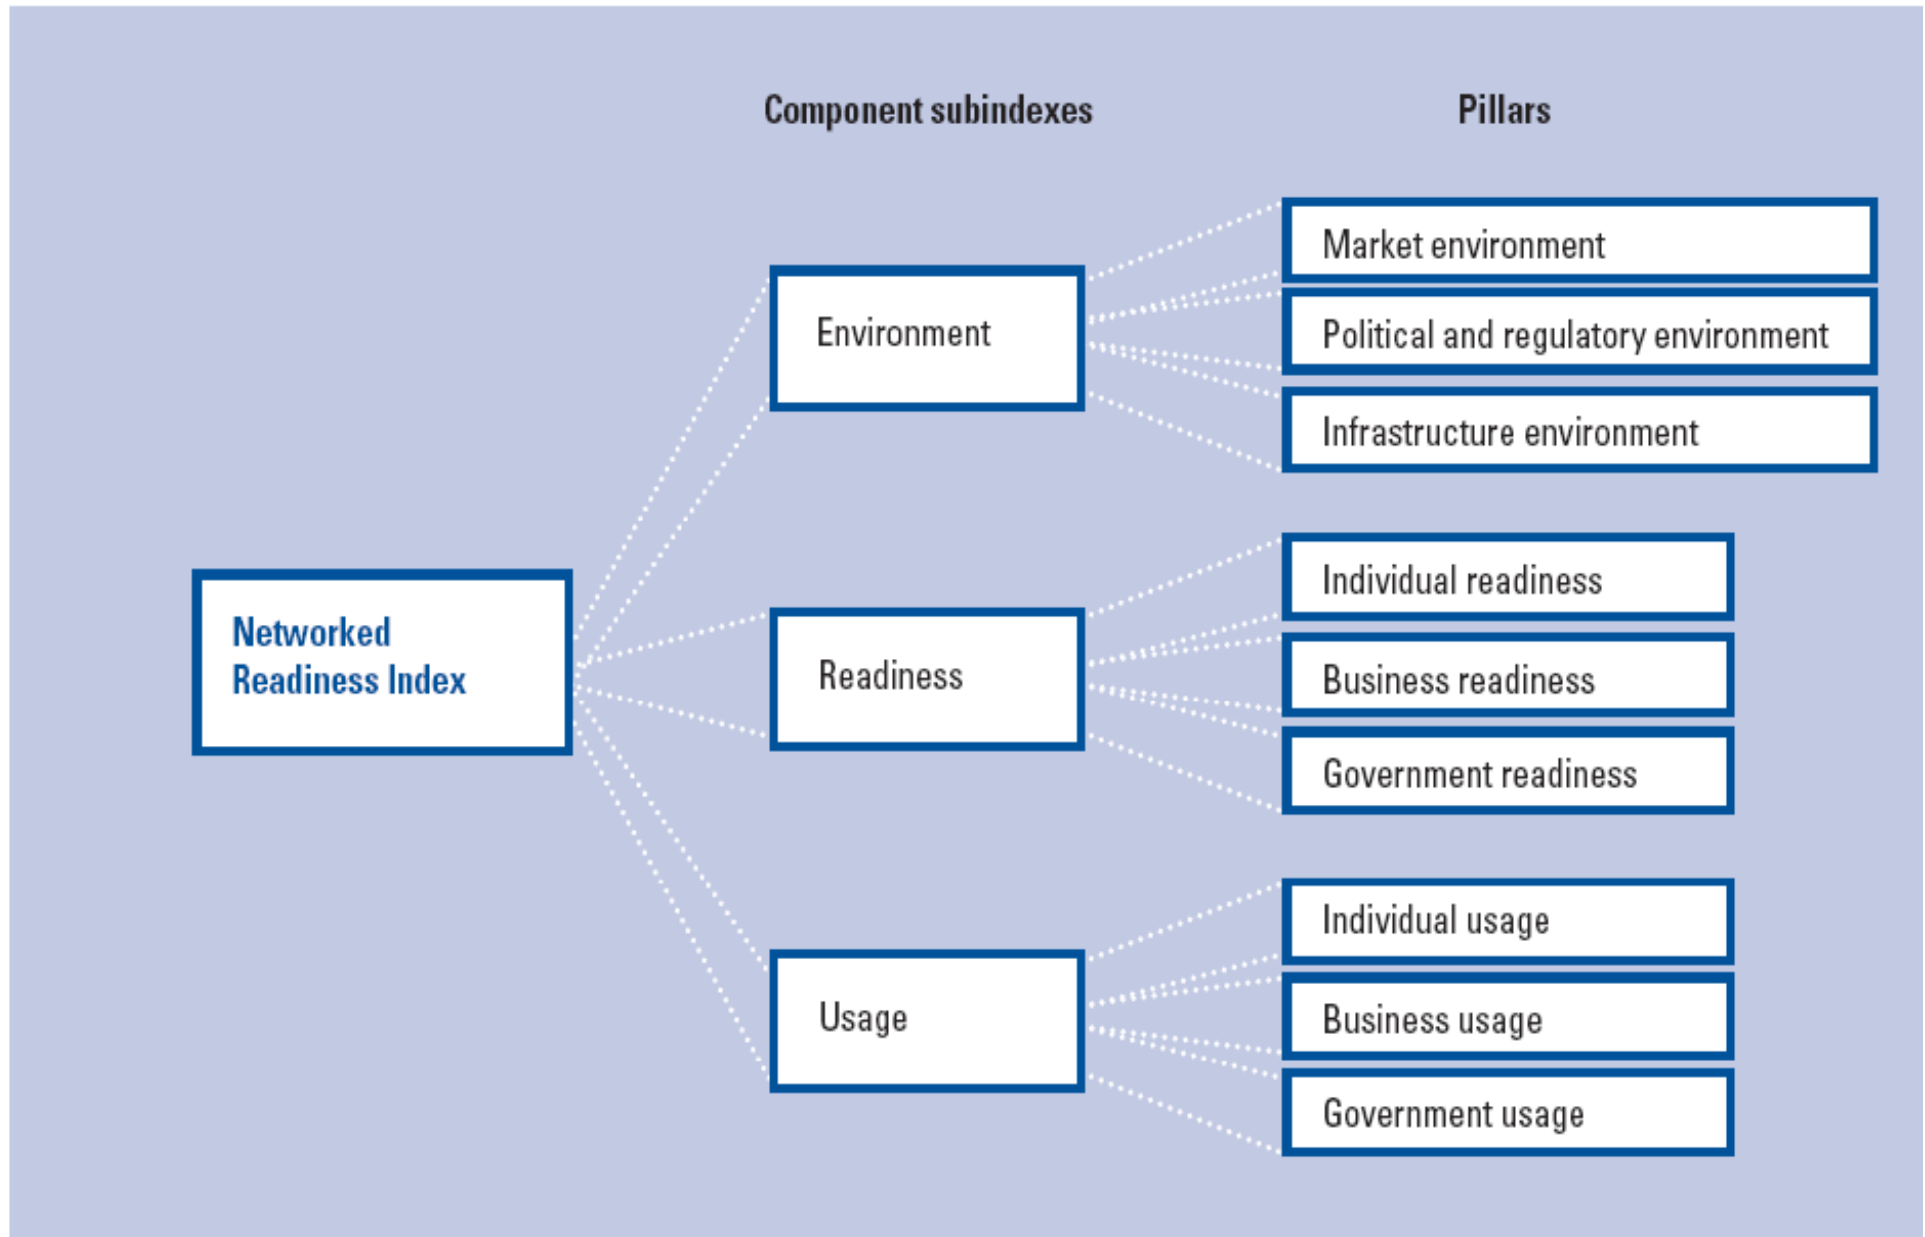 Component subindexes
Pillars
Market environment
Environment
Political and regulatory environment
Infrastructure environment
Networked
Readiness Index
Individual readiness
Readiness
Business readiness
Government readiness
Individual usage
Usage
Business usage
Government usage